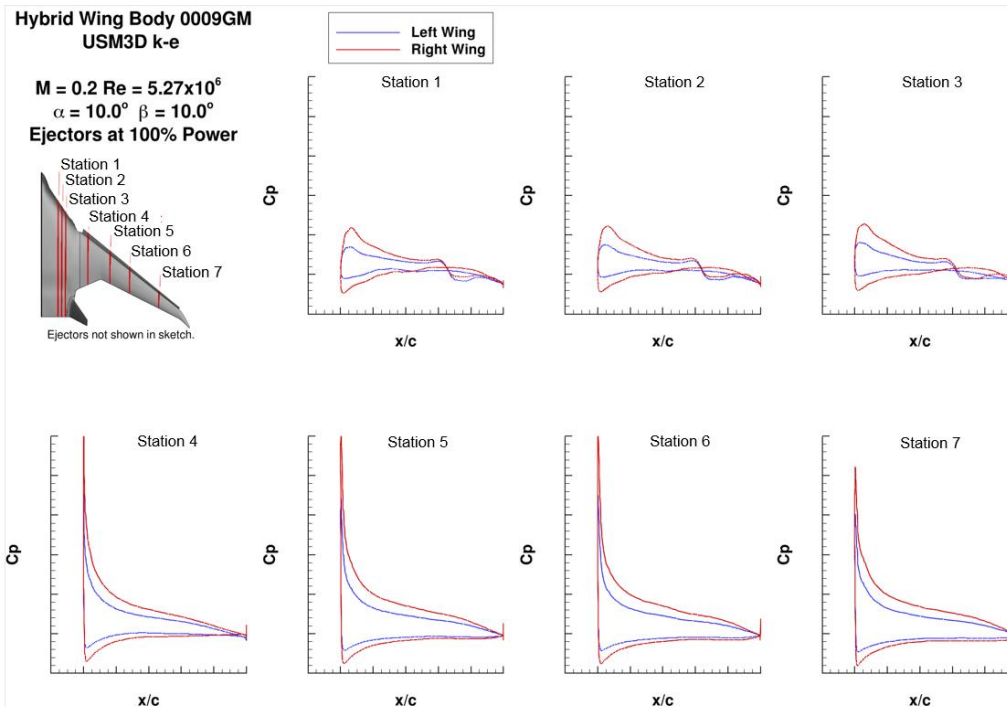 Hybrid Wing Body 0009GM
USM3D k-e
M = 0.2 Re = 5.27x10⁶
α = 10.0° β = 10.0°
Ejectors at 100% Power
Station 1
Station 2
Station 3
Station 4
Station 5
Station 6
Station 7
Ejectors not shown in sketch.
Left Wing
Right Wing
Station 1
Cp
x/c
Station 2
Cp
x/c
Station 3
Cp
x/c
Station 4
Cp
x/c
Station 5
Cp
x/c
Station 6
Cp
x/c
Station 7
Cp
x/c